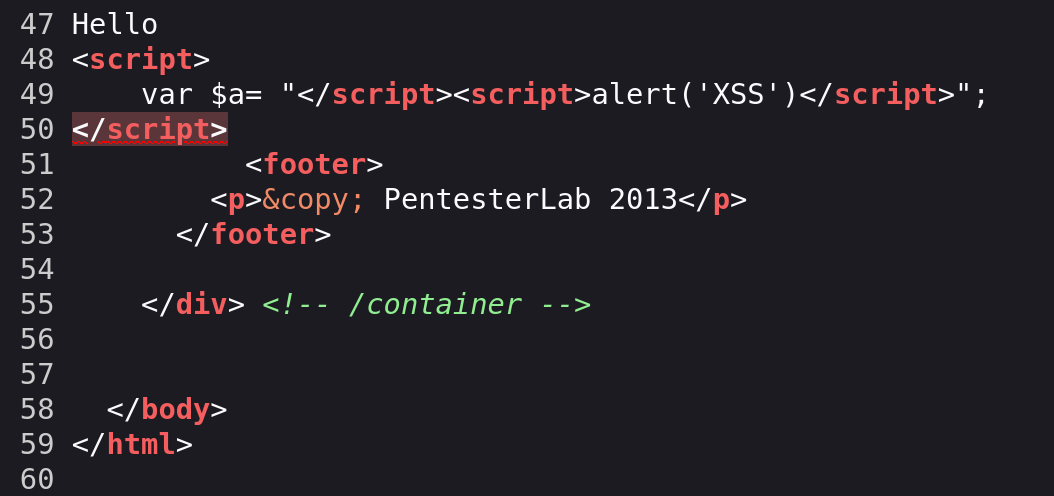 47 Hello
48 <script>
49     var $a= "</script><script>alert('XSS')</script>";
50 </script>
51           <footer>
52         <p>&copy; PentesterLab 2013</p>
53       </footer>
54
55     </div> <!-- /container -->
56
57
58   </body>
59 </html>
60